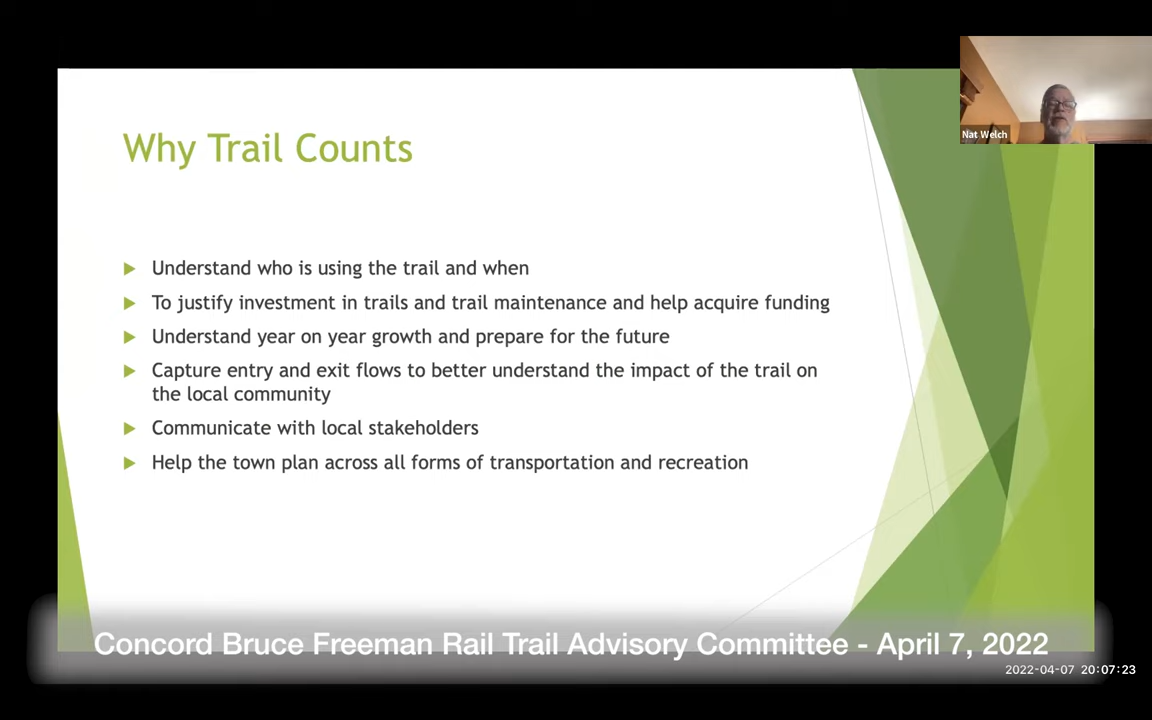 Nat Welch
Why Trail Counts
Understand who is using the trail and when
To justify investment in trails and trail maintenance and help acquire funding
Understand year on year growth and prepare for the future
Capture entry and exit flows to better understand the impact of the trail on
the local community
Communicate with local stakeholders
Help the town plan across all forms of transportation and recreation
Concord Bruce Freeman Rail Trail Advisory Committee - April 7, 2022
2022-04-07 20:07:23